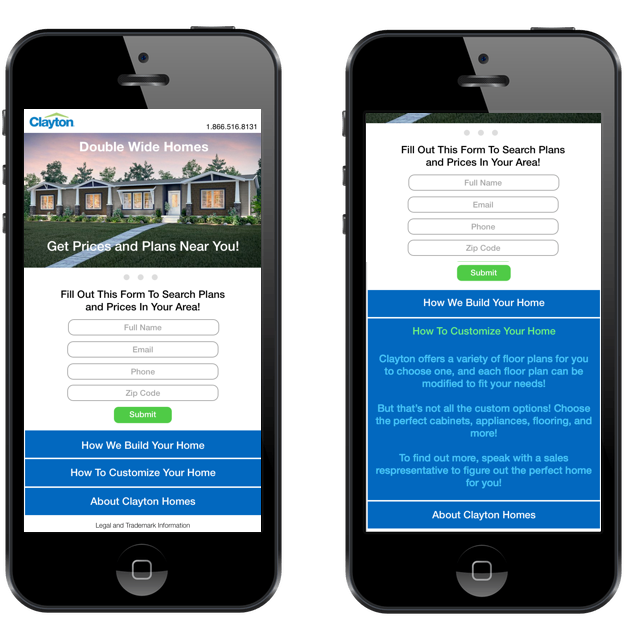 Clayton
1.866.516.8131
Double Wide Homes
Get Prices and Plans Near You!
Fill Out This Form To Search Plans
and Prices In Your Area!
Full Name
Email
Phone
Zip Code
Submit
How We Build Your Home
How To Customize Your Home
About Clayton Homes
Legal and Trademark Information
Fill Out This Form To Search Plans
and Prices In Your Area!
Full Name
Email
Phone
Zip Code
Submit
How We Build Your Home
How To Customize Your Home
Clayton offers a variety of floor plans for you
to choose one, and each floor plan can be
modified to fit your needs!
But that's not all the custom options! Choose
the perfect cabinets, appliances, flooring, and
more!
To find out more, speak with a sales
respresentative to figure out the perfect home
for you!
About Clayton Homes